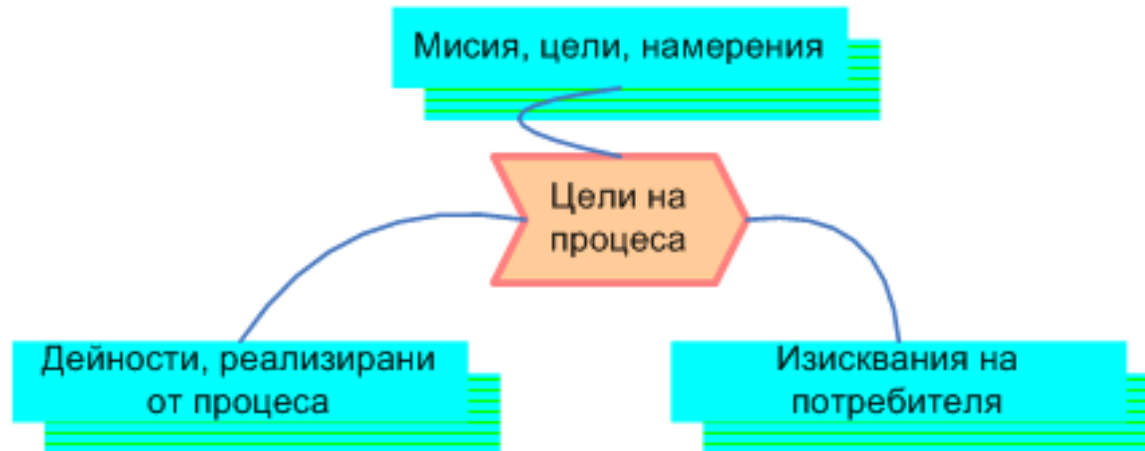 Мисия, цели, намерения
Цели на
процеса
Дейности, реализирани
от процеса
Изисквания на
потребителя